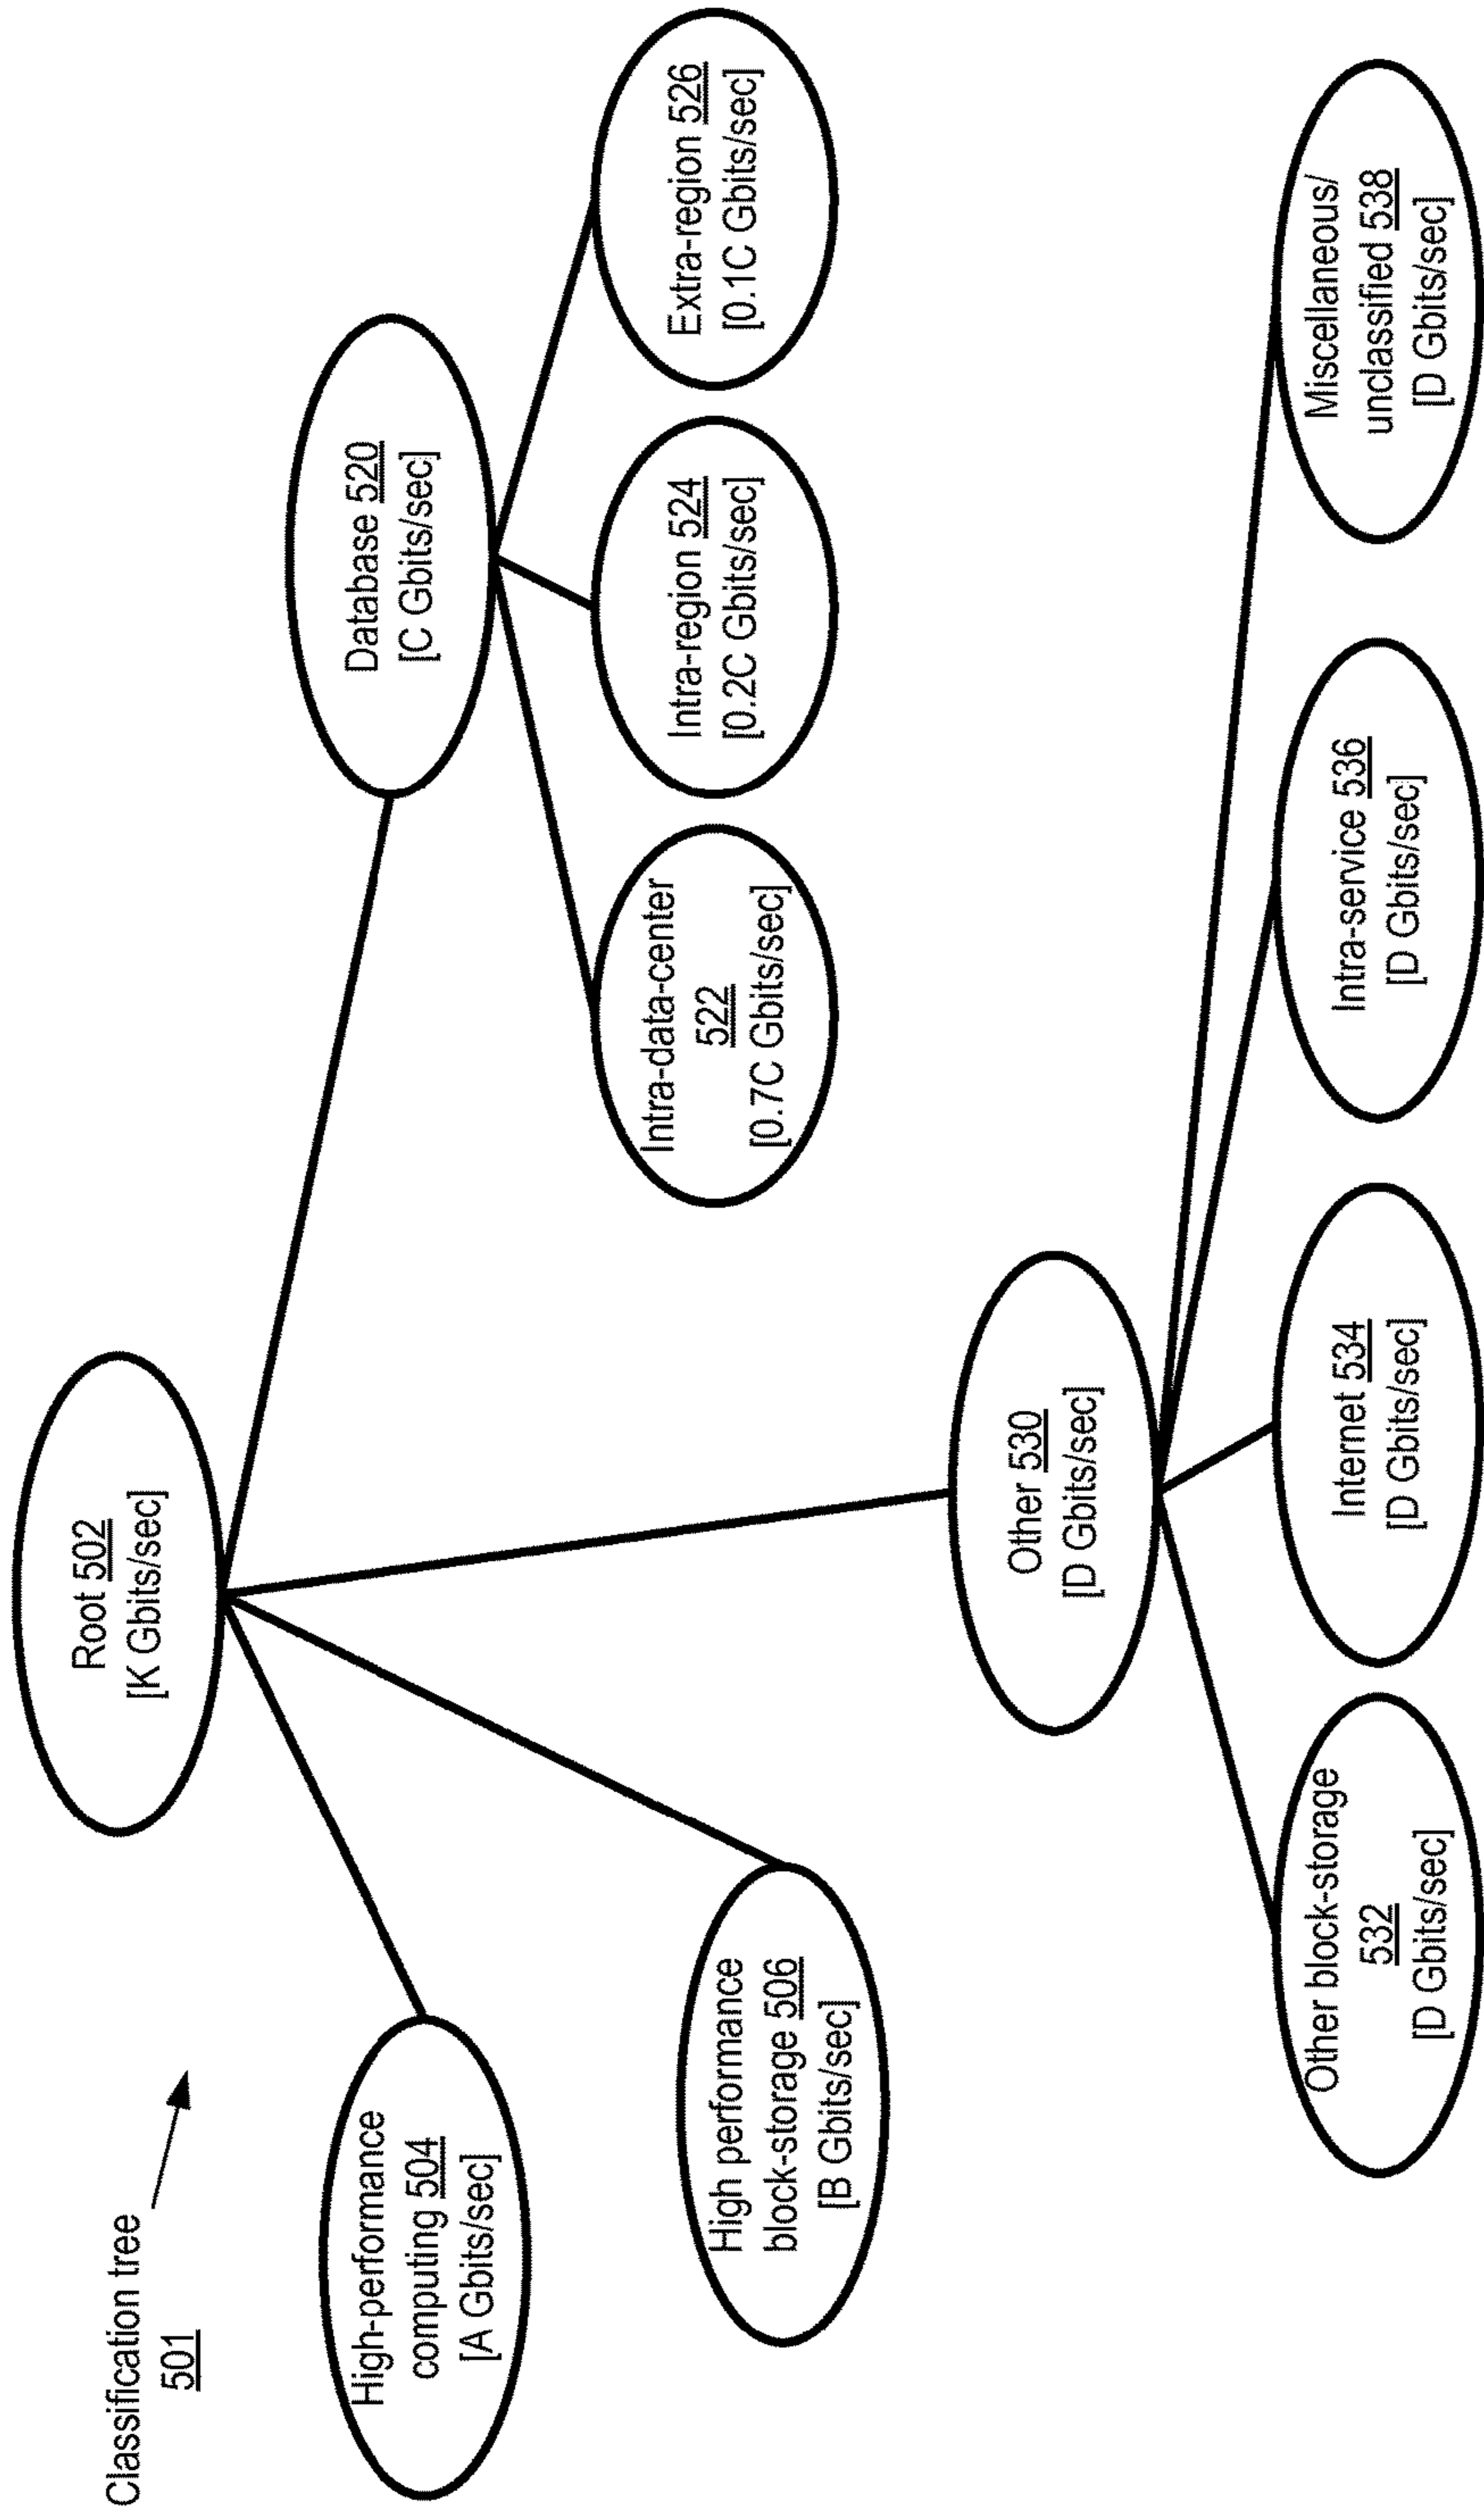 Classification tree
501
Root 502
[K Gbits/sec]
High-performance
computing 504
[A Gbits/sec]
Database 520
[C Gbits/sec]
High performance
block-storage 506
[B Gbits/sec]
Intra-data-center
522
[0.7C Gbits/sec]
Intra-region 524
[0.2C Gbits/sec]
Extra-region 526
[0.1C Gbits/sec]
Other 530
[D Gbits/sec]
Other block-storage
532
[D Gbits/sec]
Internet 534
[D Gbits/sec]
Intra-service 536
[D Gbits/sec]
Miscellaneous/
unclassified 538
[D Gbits/sec]